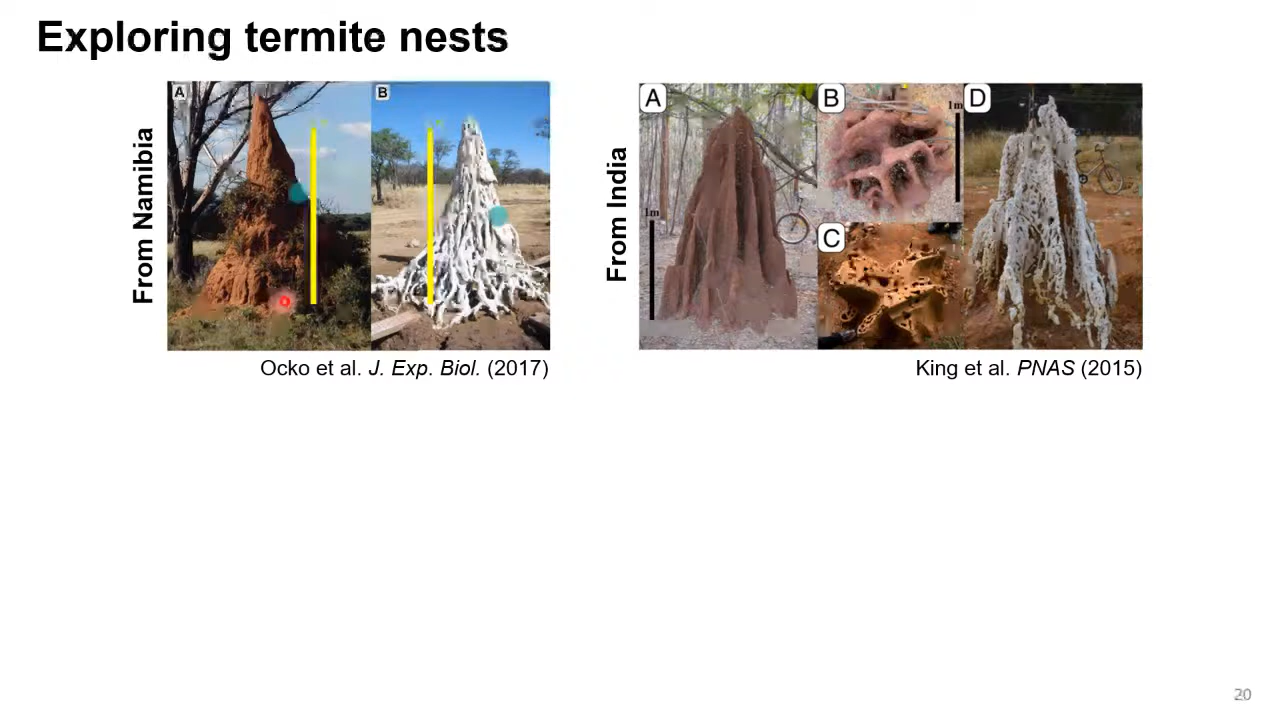 Exploring termite nests
From Namibia
A
B
Ocko et al. J. Exp. Biol. (2017)
From India
A
1m
B
1m
C
D
King et al. PNAS (2015)
20